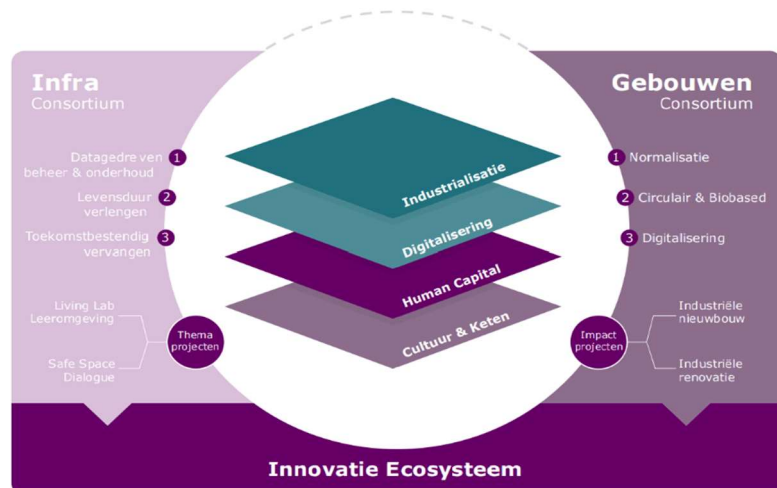 Infra
Consortium
1
Datagedreven
beheer & onderhoud
2
Levensduur
verlengen
3
Toekomstbestendig
vervangen
Living Lab
Leeromgeving
Safe Space
Dialogue
Thema
projecten
Industrialisatie
Digitalisering
Human Capital
Cultuur & Keten
Gebouwen
Consortium
1 Normalisatie
2 Circulair & Biobased
3 Digitalisering
Impact
projecten
Industriële
nieuwbouw
Industriële
renovatie
Innovatie Ecosysteem